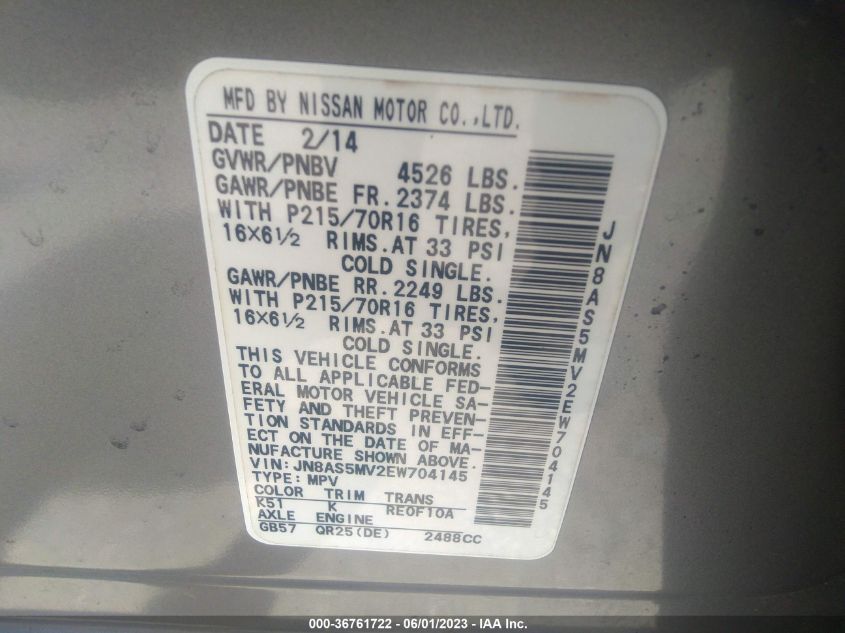 MFD BY NISSAN MOTOR CO.,LTD.
DATE 2/14
GVWR/PNBV 4526 LBS.
GAWR/PNBE FR. 2374 LBS.
WITH P215/70R16 TIRES,
16X6½ RIMS.AT 33 PSI
COLD SINGLE.
GAWR/PNBE RR. 2249 LBS.
WITH P215/70R16 TIRES,
16X6½ RIMS.AT 33 PSI
COLD SINGLE.
THIS VEHICLE CONFORMS
TO ALL APPLICABLE FED-
ERAL MOTOR VEHICLE SA-
FETY AND THEFT PREVEN-
TION STANDARDS IN EFF-
ECT ON THE DATE OF MA-
NUFACTURE SHOWN ABOVE.
VIN:JN8AS5MV2EW704145
TYPE:MPV
COLOR TRIM TRANS
K51 K RE0F10A
AXLE ENGINE
GB57 QR25(DE) 2488CC
JN8AS5MV2EW704145
000-36761722 - 06/01/2023 - IAA Inc.